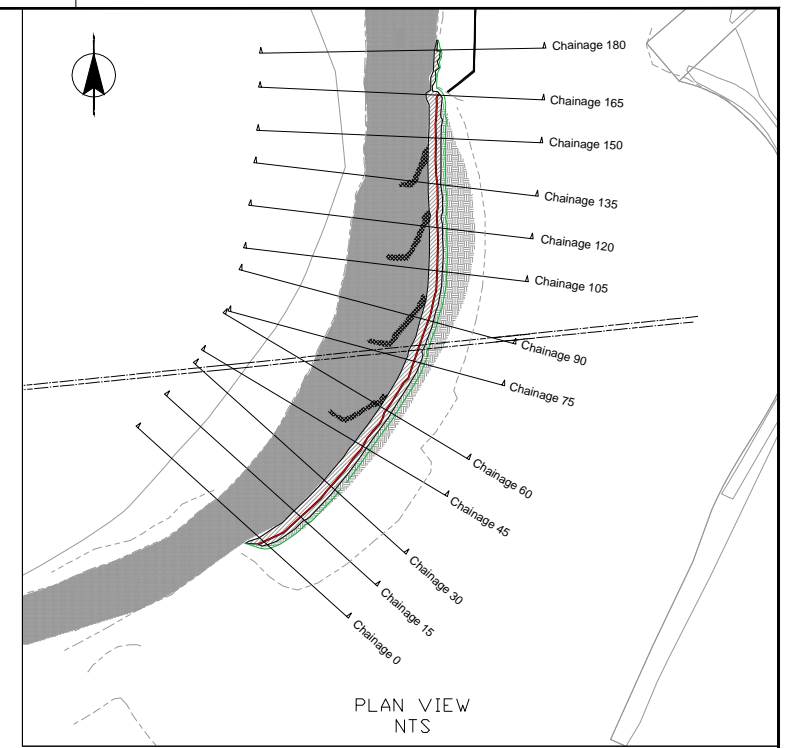 Chainage 180
Chainage 165
Chainage 150
Chainage 135
Chainage 120
Chainage 105
Chainage 90
Chainage 75
Chainage 60
Chainage 45
Chainage 30
Chainage 15
Chainage 0
PLAN VIEW
NTS